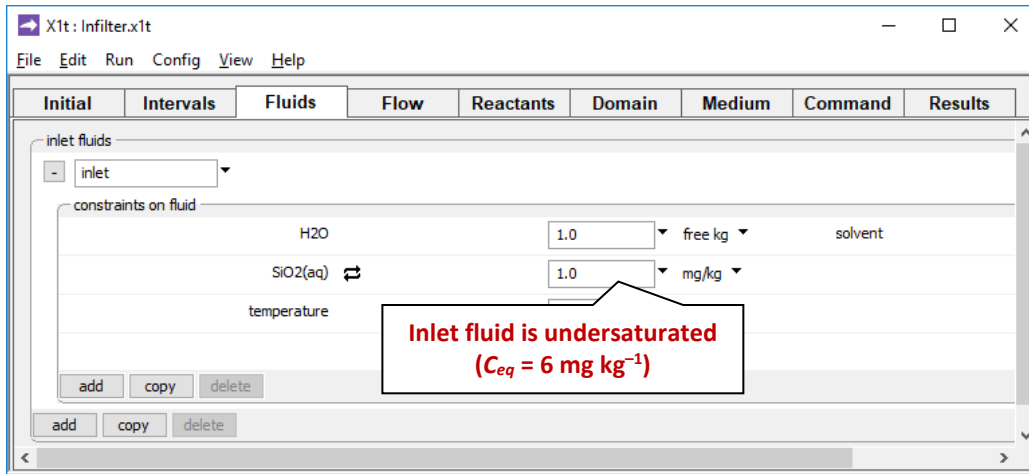 X1t : Infilter.x1t
File Edit Run Config View Help
Initial Intervals Fluids Flow Reactants Domain Medium Command Results
inlet fluids
- inlet
constraints on fluid
H2O 1.0 free kg solvent
SiO2(aq) 1.0 mg/kg
temperature
Inlet fluid is undersaturated
(Ceq = 6 mg kg⁻¹)
add copy delete
add copy delete